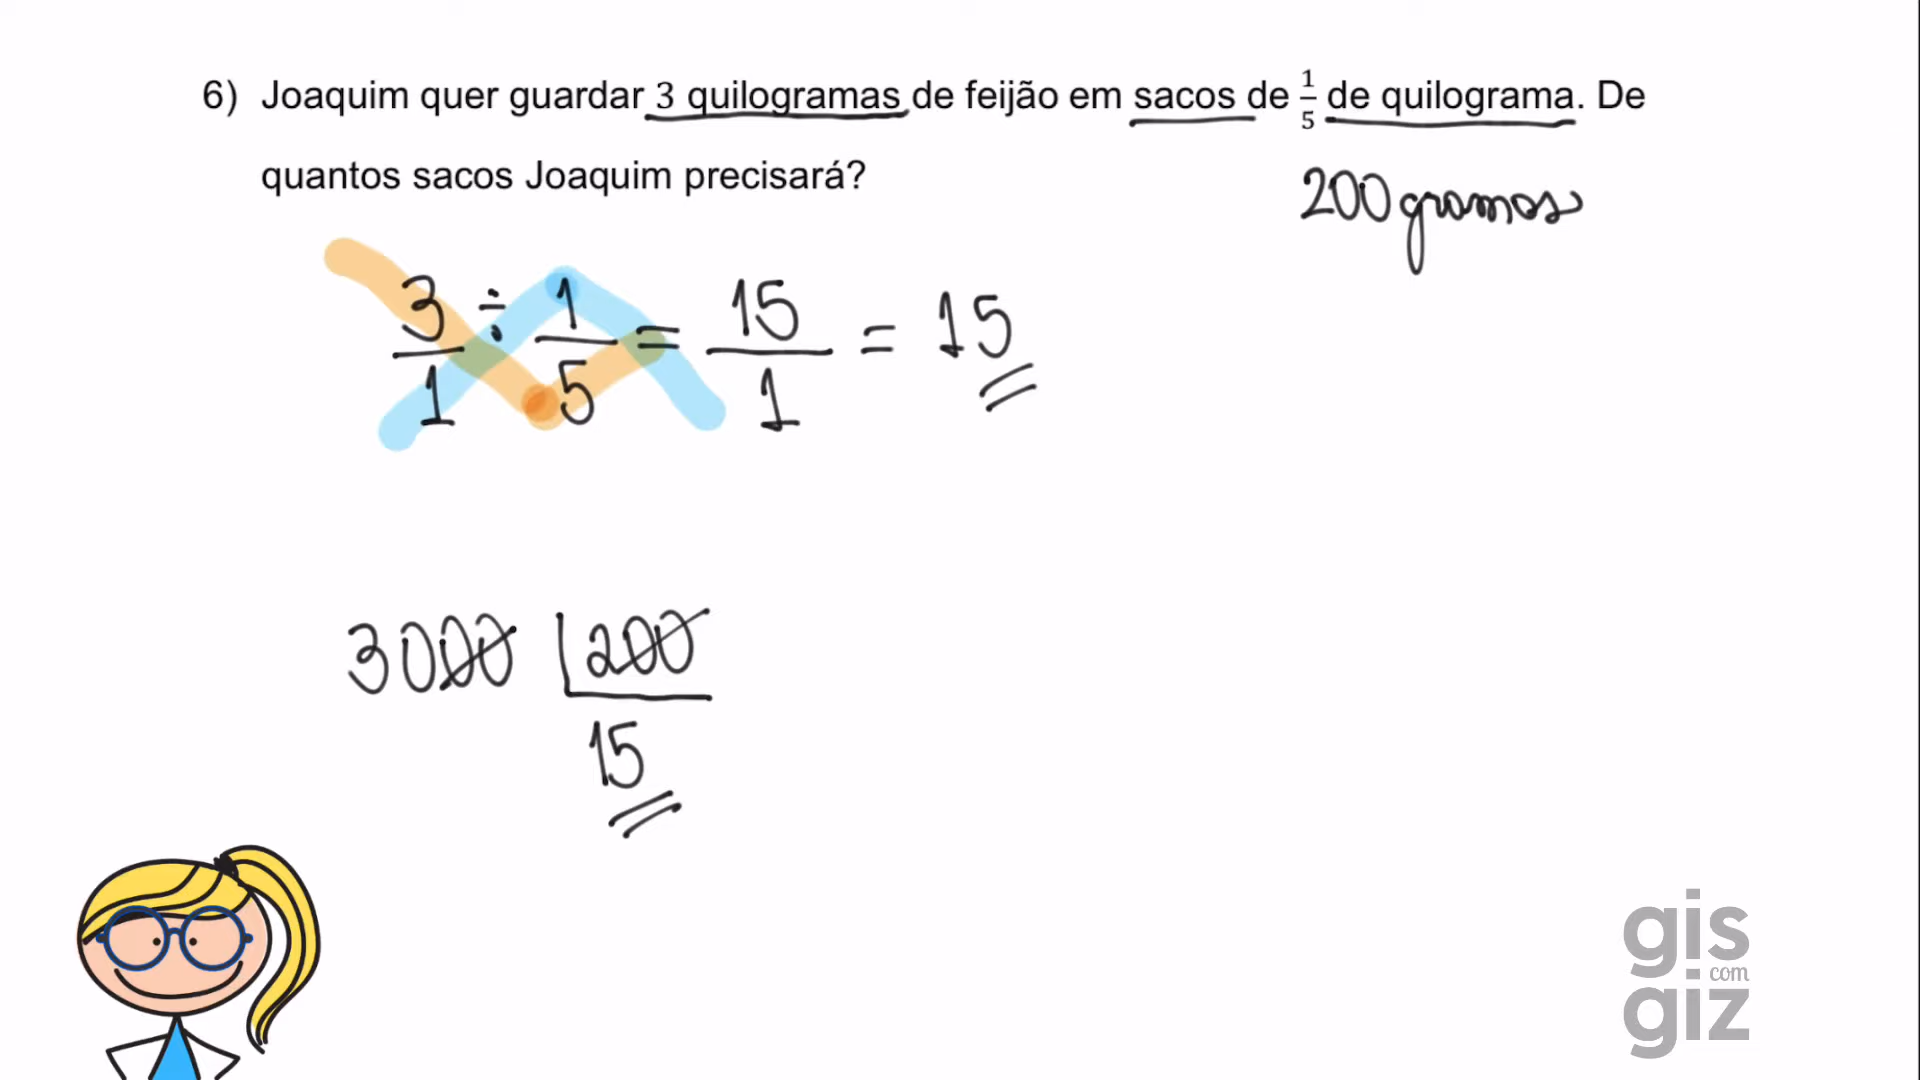 6) Joaquim quer guardar 3 quilogramas de feijão em sacos de 1/5 de quilograma. De
quantos sacos Joaquim precisará?
200 gramas
3/1 ÷ 1/5 = 15/1 = 15
3000 200
15
gis
com
giz